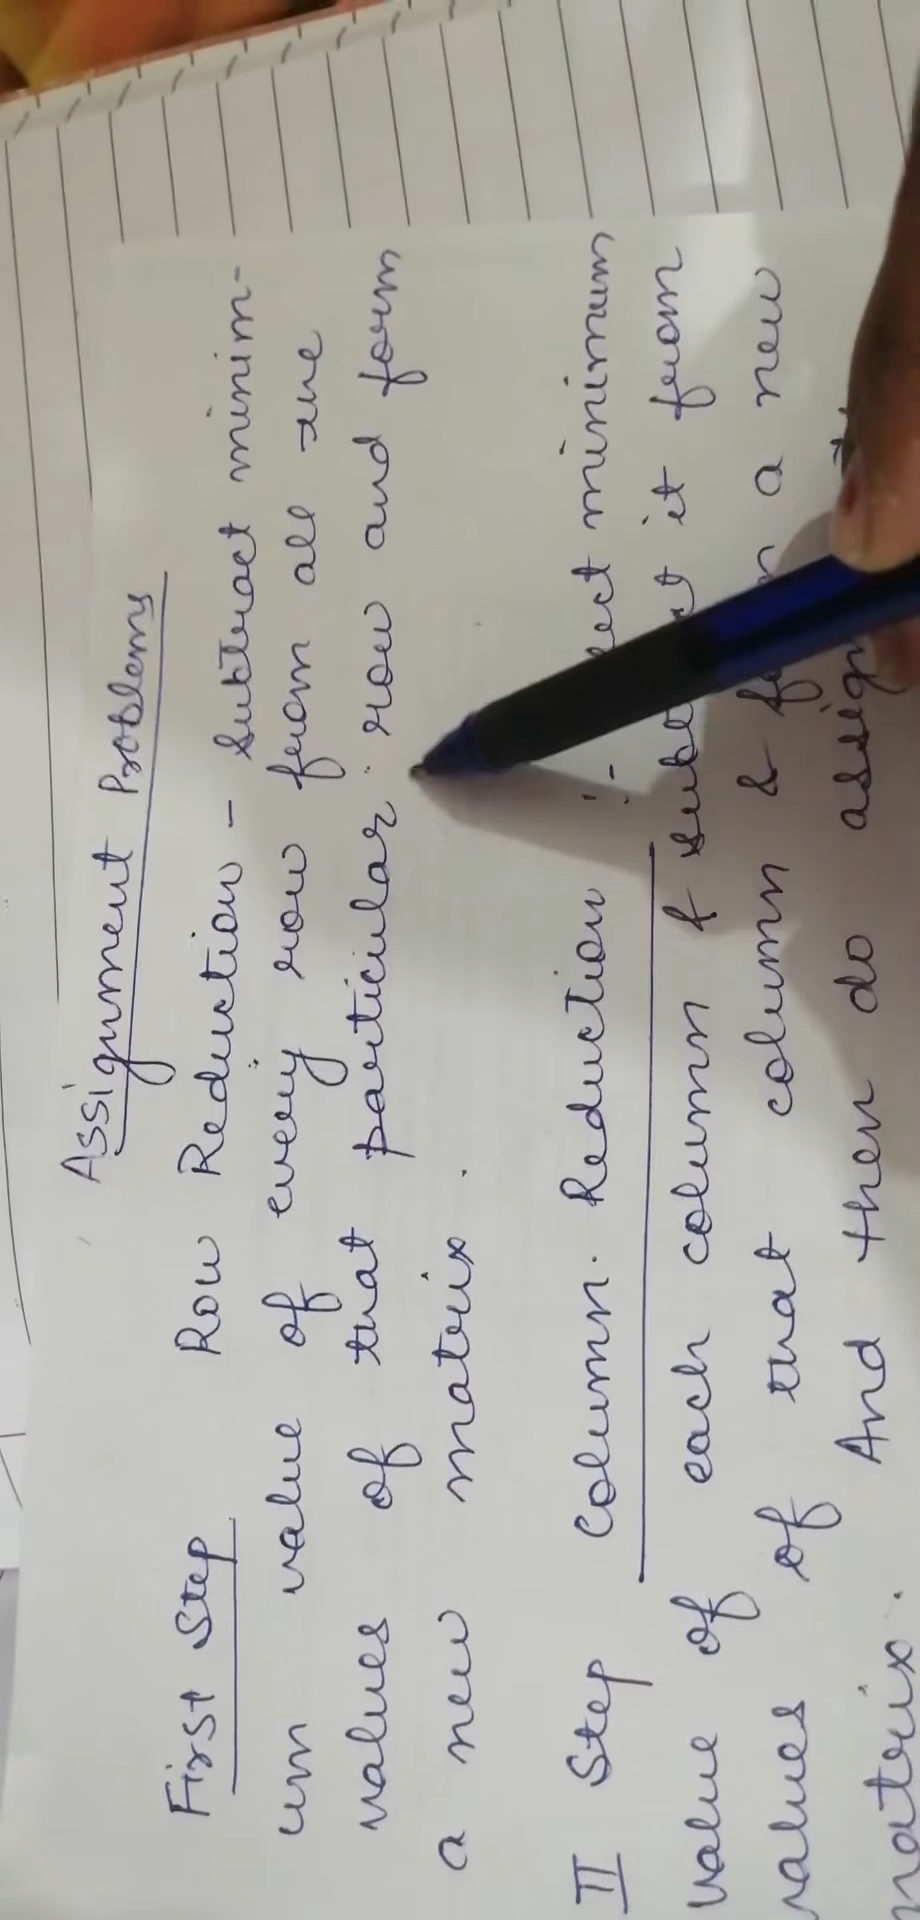 Assignment Problems
First Step Row Reduction - Subtract minim-
um value of every row from all the
values of that particular row and form
a new matrix.
II Step Column Reduction :- minimum
value of each column & it from
values of that column & a new
matrix. And then do